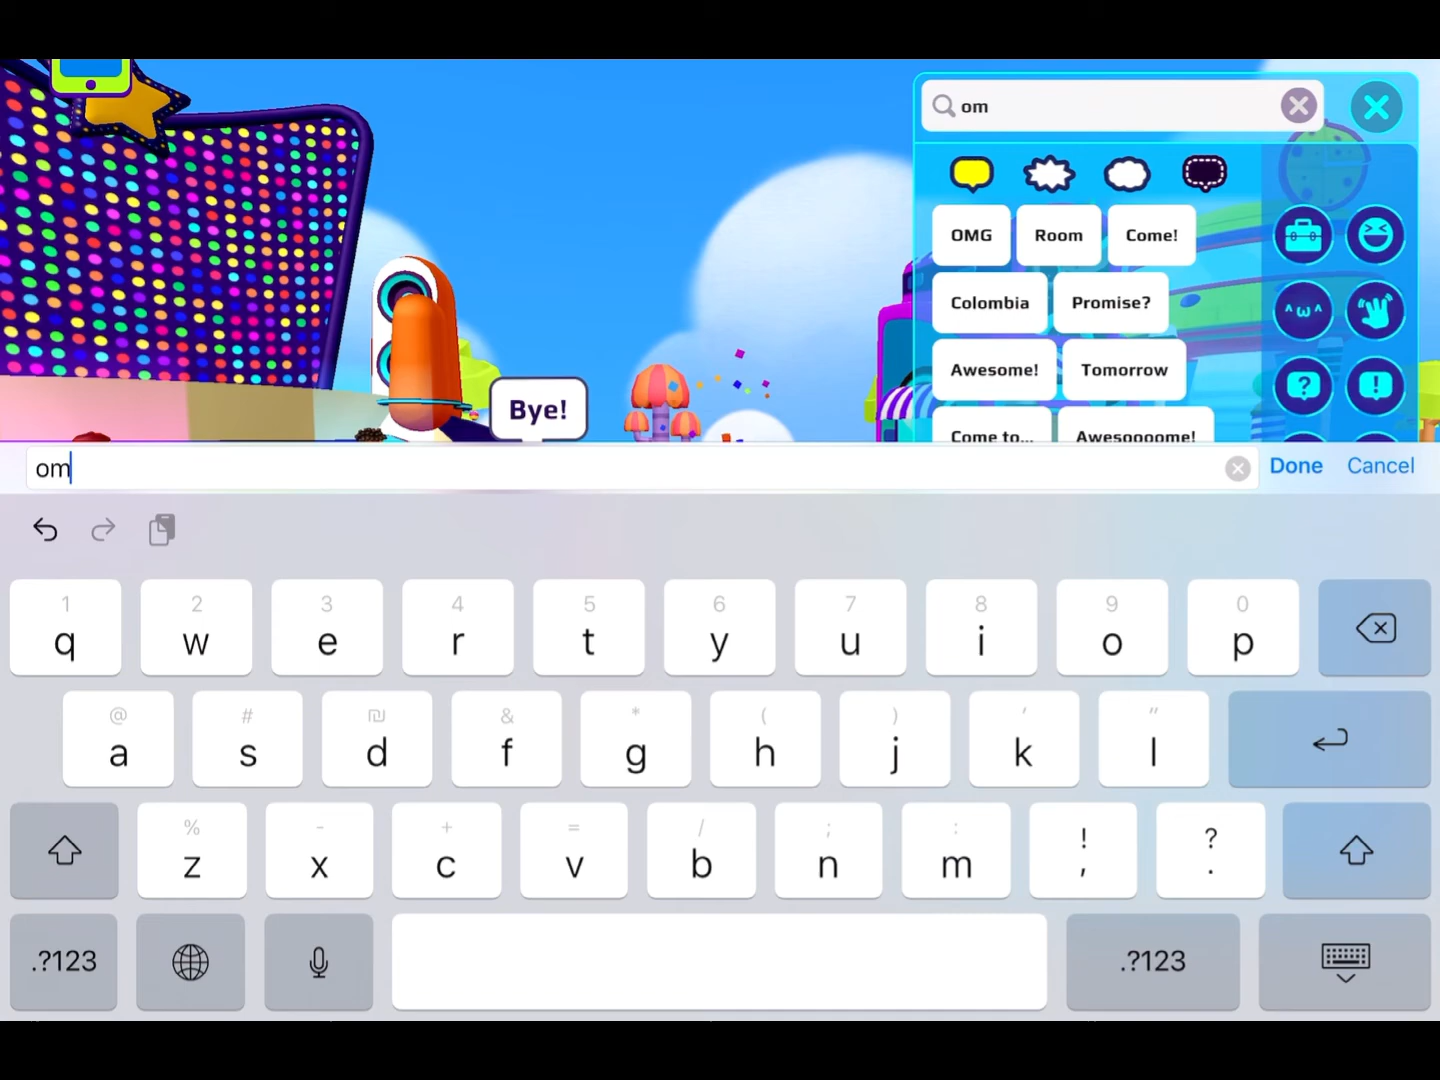 om
OMG Room Come!
Colombia Promise?
Awesome! Tomorrow
Come to... Awesoooome!
^ω^ ? !
Bye!
om Done Cancel
1 2 3 4 5 6 7 8 9 0
q w e r t y u i o p
@ # ₪ & * ( ) ' "
a s d f g h j k l
% - + = / ; : ! ?
z x c v b n m , .
.?123 .?123